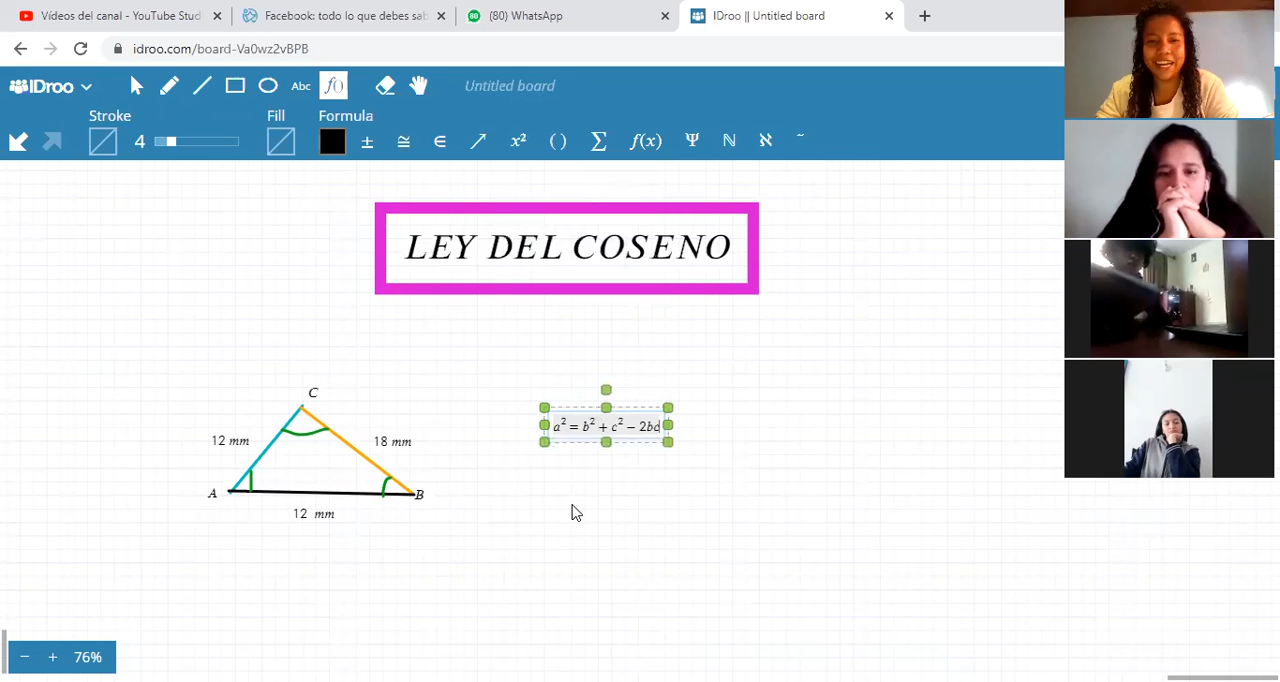 Vídeos del canal - YouTube Stud
Facebook: todo lo que debes sab
80 (80) WhatsApp
IDroo || Untitled board
idroo.com/board-Va0wz2vBPB
IDroo
Abc
f()
Untitled board
Stroke
Fill
Formula
4
± ≅ ∈ ↗ x² ( ) ∑ f(x) Ψ ℕ ℵ ~
LEY DEL COSENO
C
12 mm
18 mm
a² = b² + c² − 2bc
A
B
12 mm
− + 76%